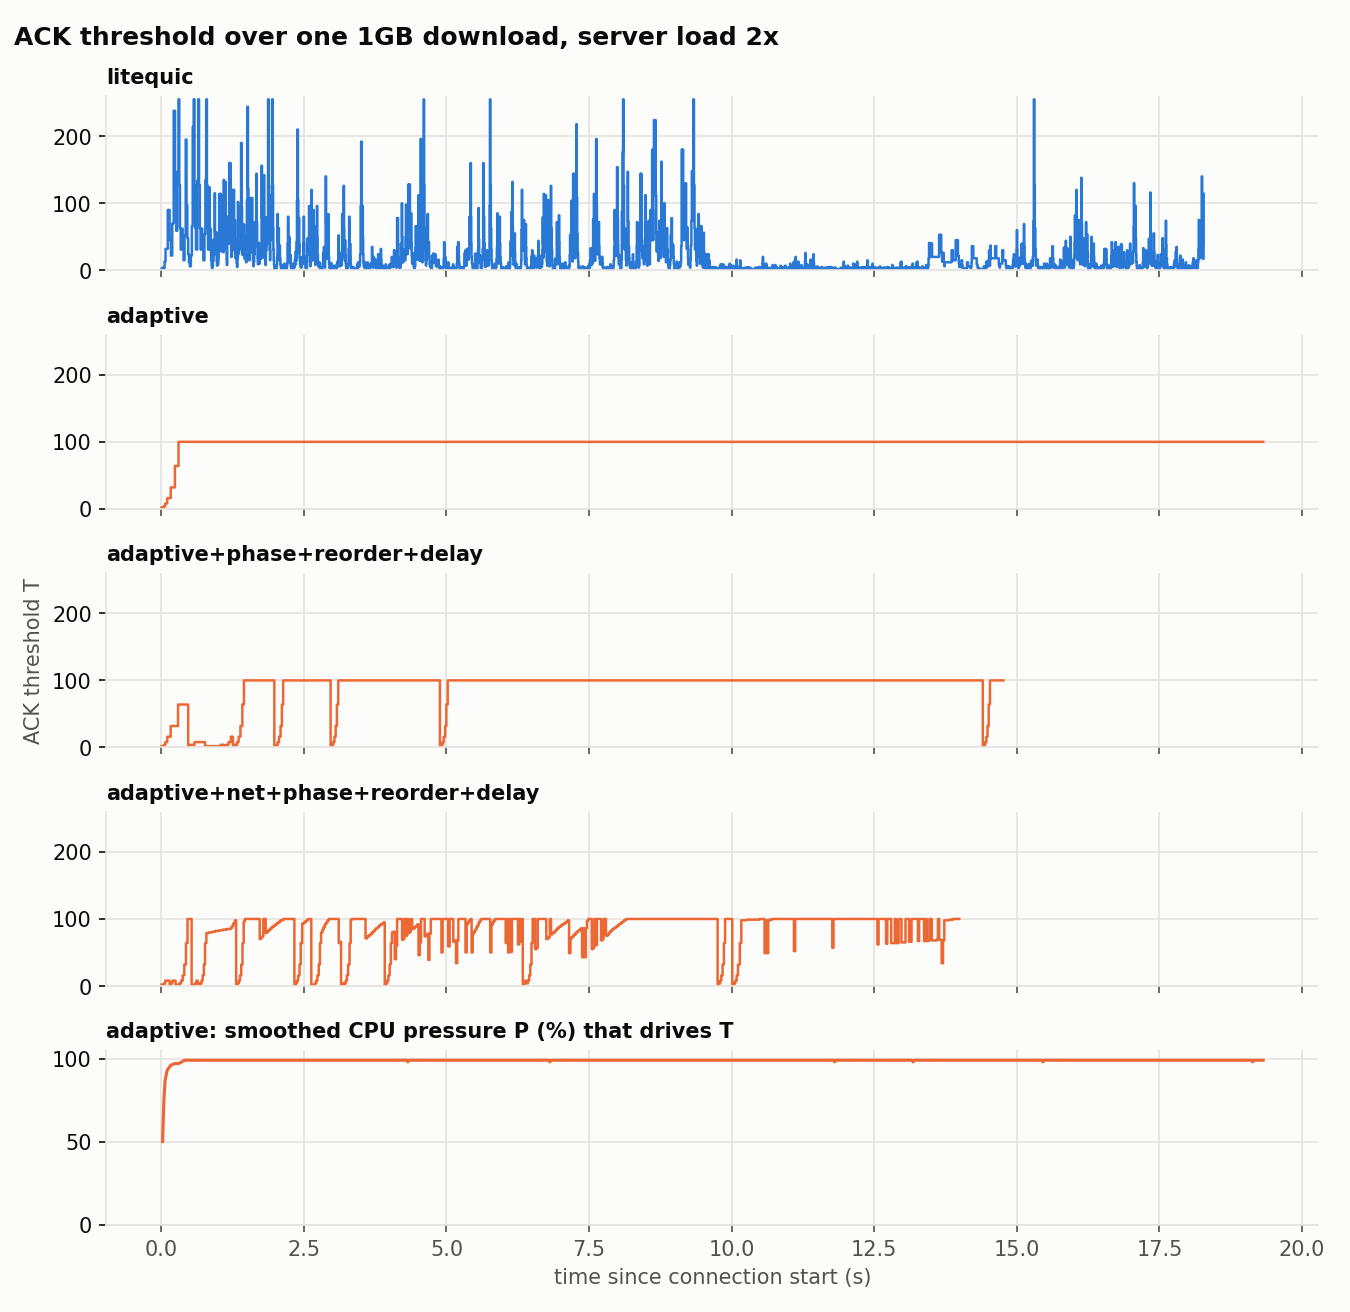 ACK threshold over one 1GB download, server load 2x
litequic
200
100
0
adaptive
200
100
0
adaptive+phase+reorder+delay
200
100
0
ACK threshold T
adaptive+net+phase+reorder+delay
200
100
0
adaptive: smoothed CPU pressure P (%) that drives T
100
50
0
0.0 2.5 5.0 7.5 10.0 12.5 15.0 17.5 20.0
time since connection start (s)